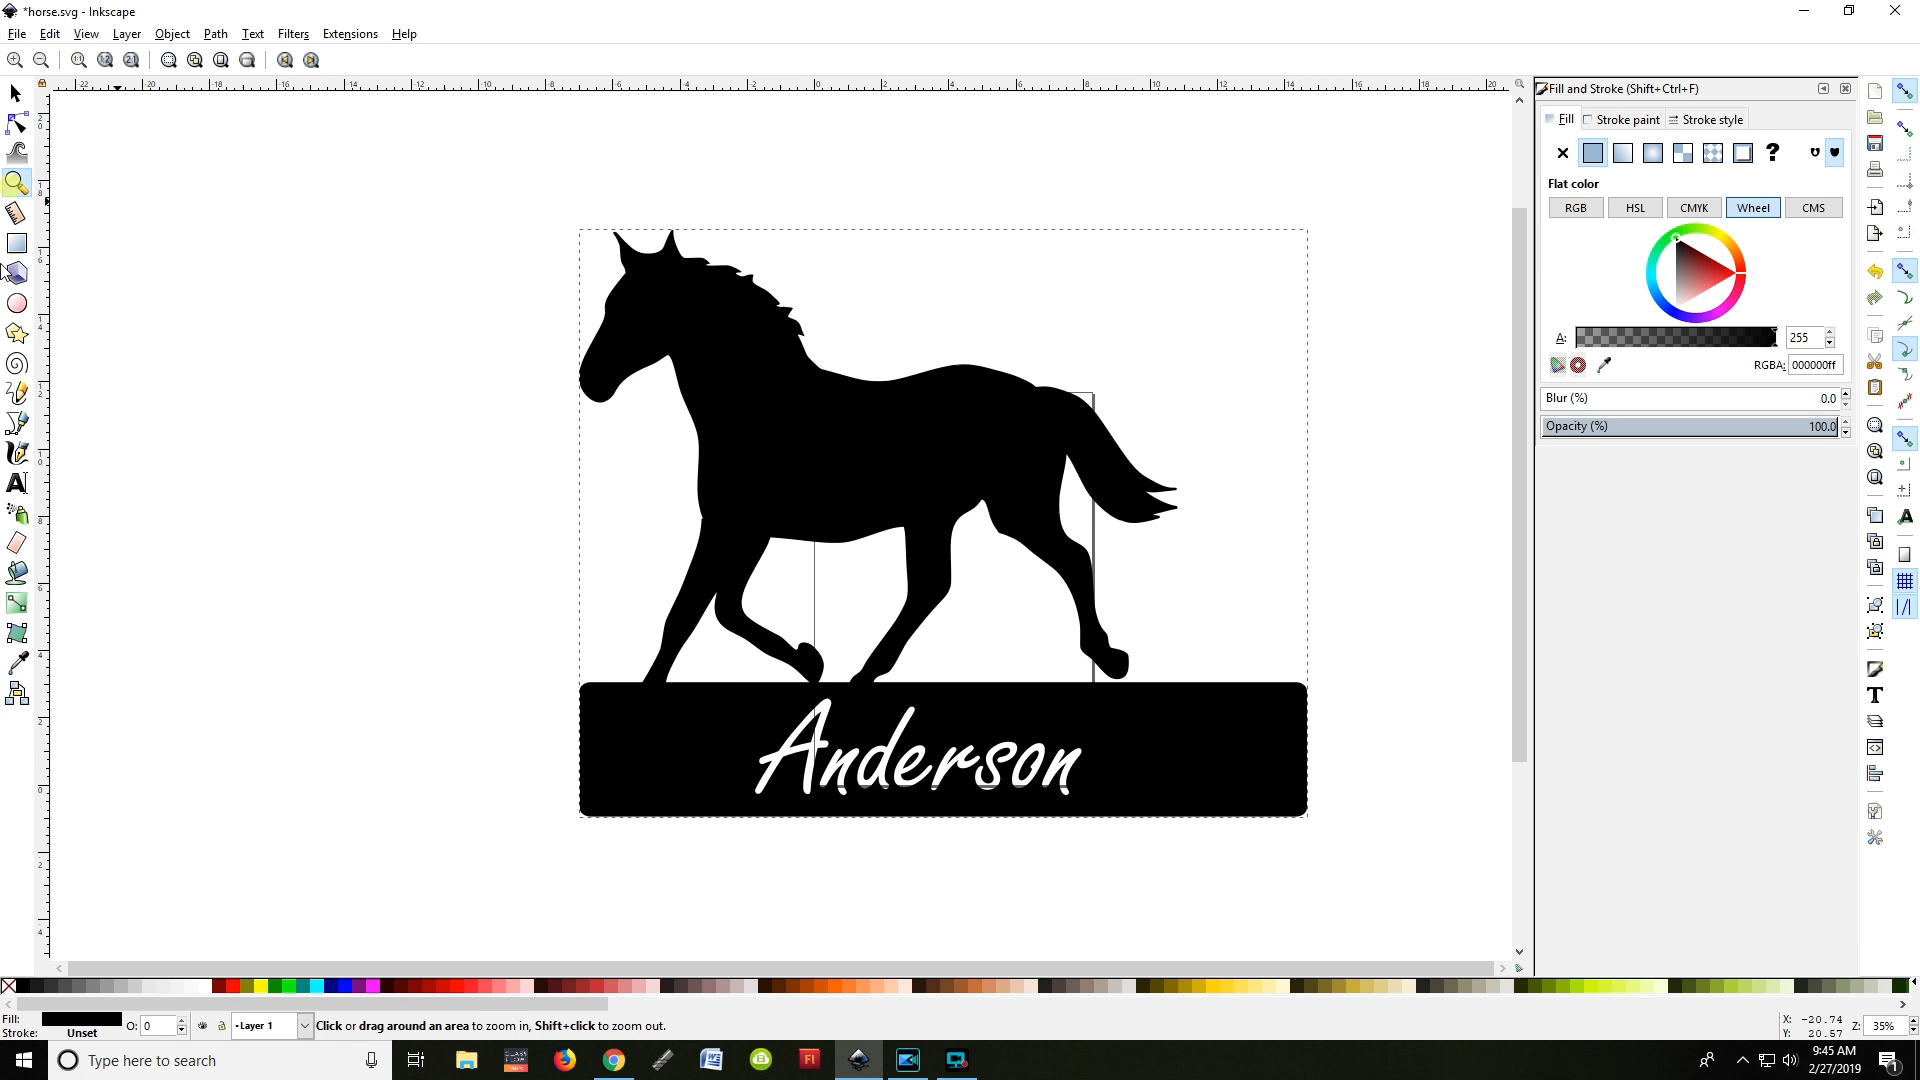 *horse.svg - Inkscape
File Edit View Layer Object Path Text Filters Extensions Help
Fill and Stroke (Shift+Ctrl+F)
Fill Stroke paint Stroke style
Flat color
RGB HSL CMYK Wheel CMS
A: 255
RGBA: 000000ff
Blur (%) 0.0
Opacity (%) 100.0
Anderson
Fill:
Stroke: Unset
O: 0
Layer 1
Click or drag around an area to zoom in, Shift+click to zoom out.
X: -20.74
Y: 20.57
Z: 35%
Type here to search
9:45 AM
2/27/2019